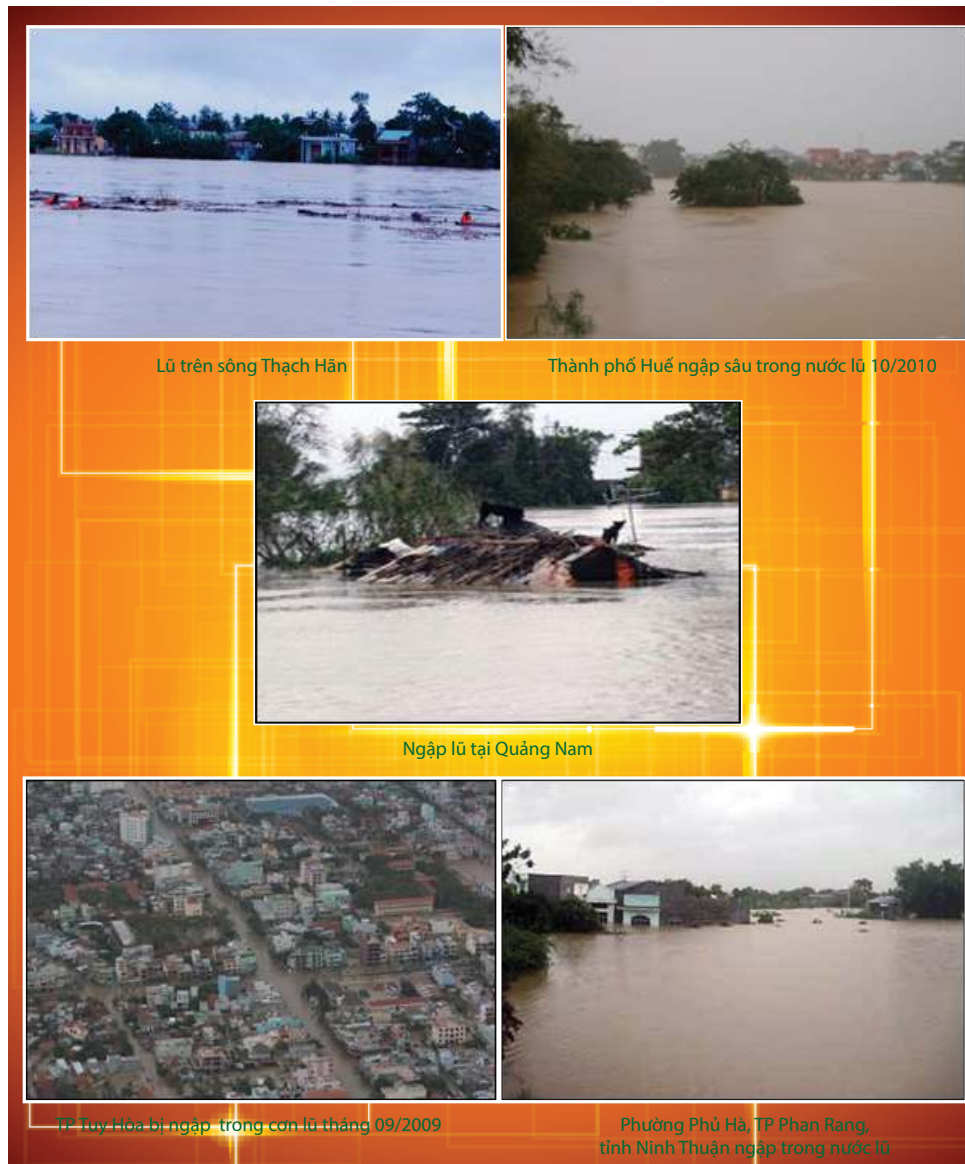 Lũ trên sông Thạch Hãn
Thành phố Huế ngập sâu trong nước lũ 10/2010
Ngập lũ tại Quảng Nam
TP Tuy Hòa bị ngập trong cơn lũ tháng 09/2009
Phường Phủ Hà, TP Phan Rang,
tỉnh Ninh Thuận ngập trong nước lũ